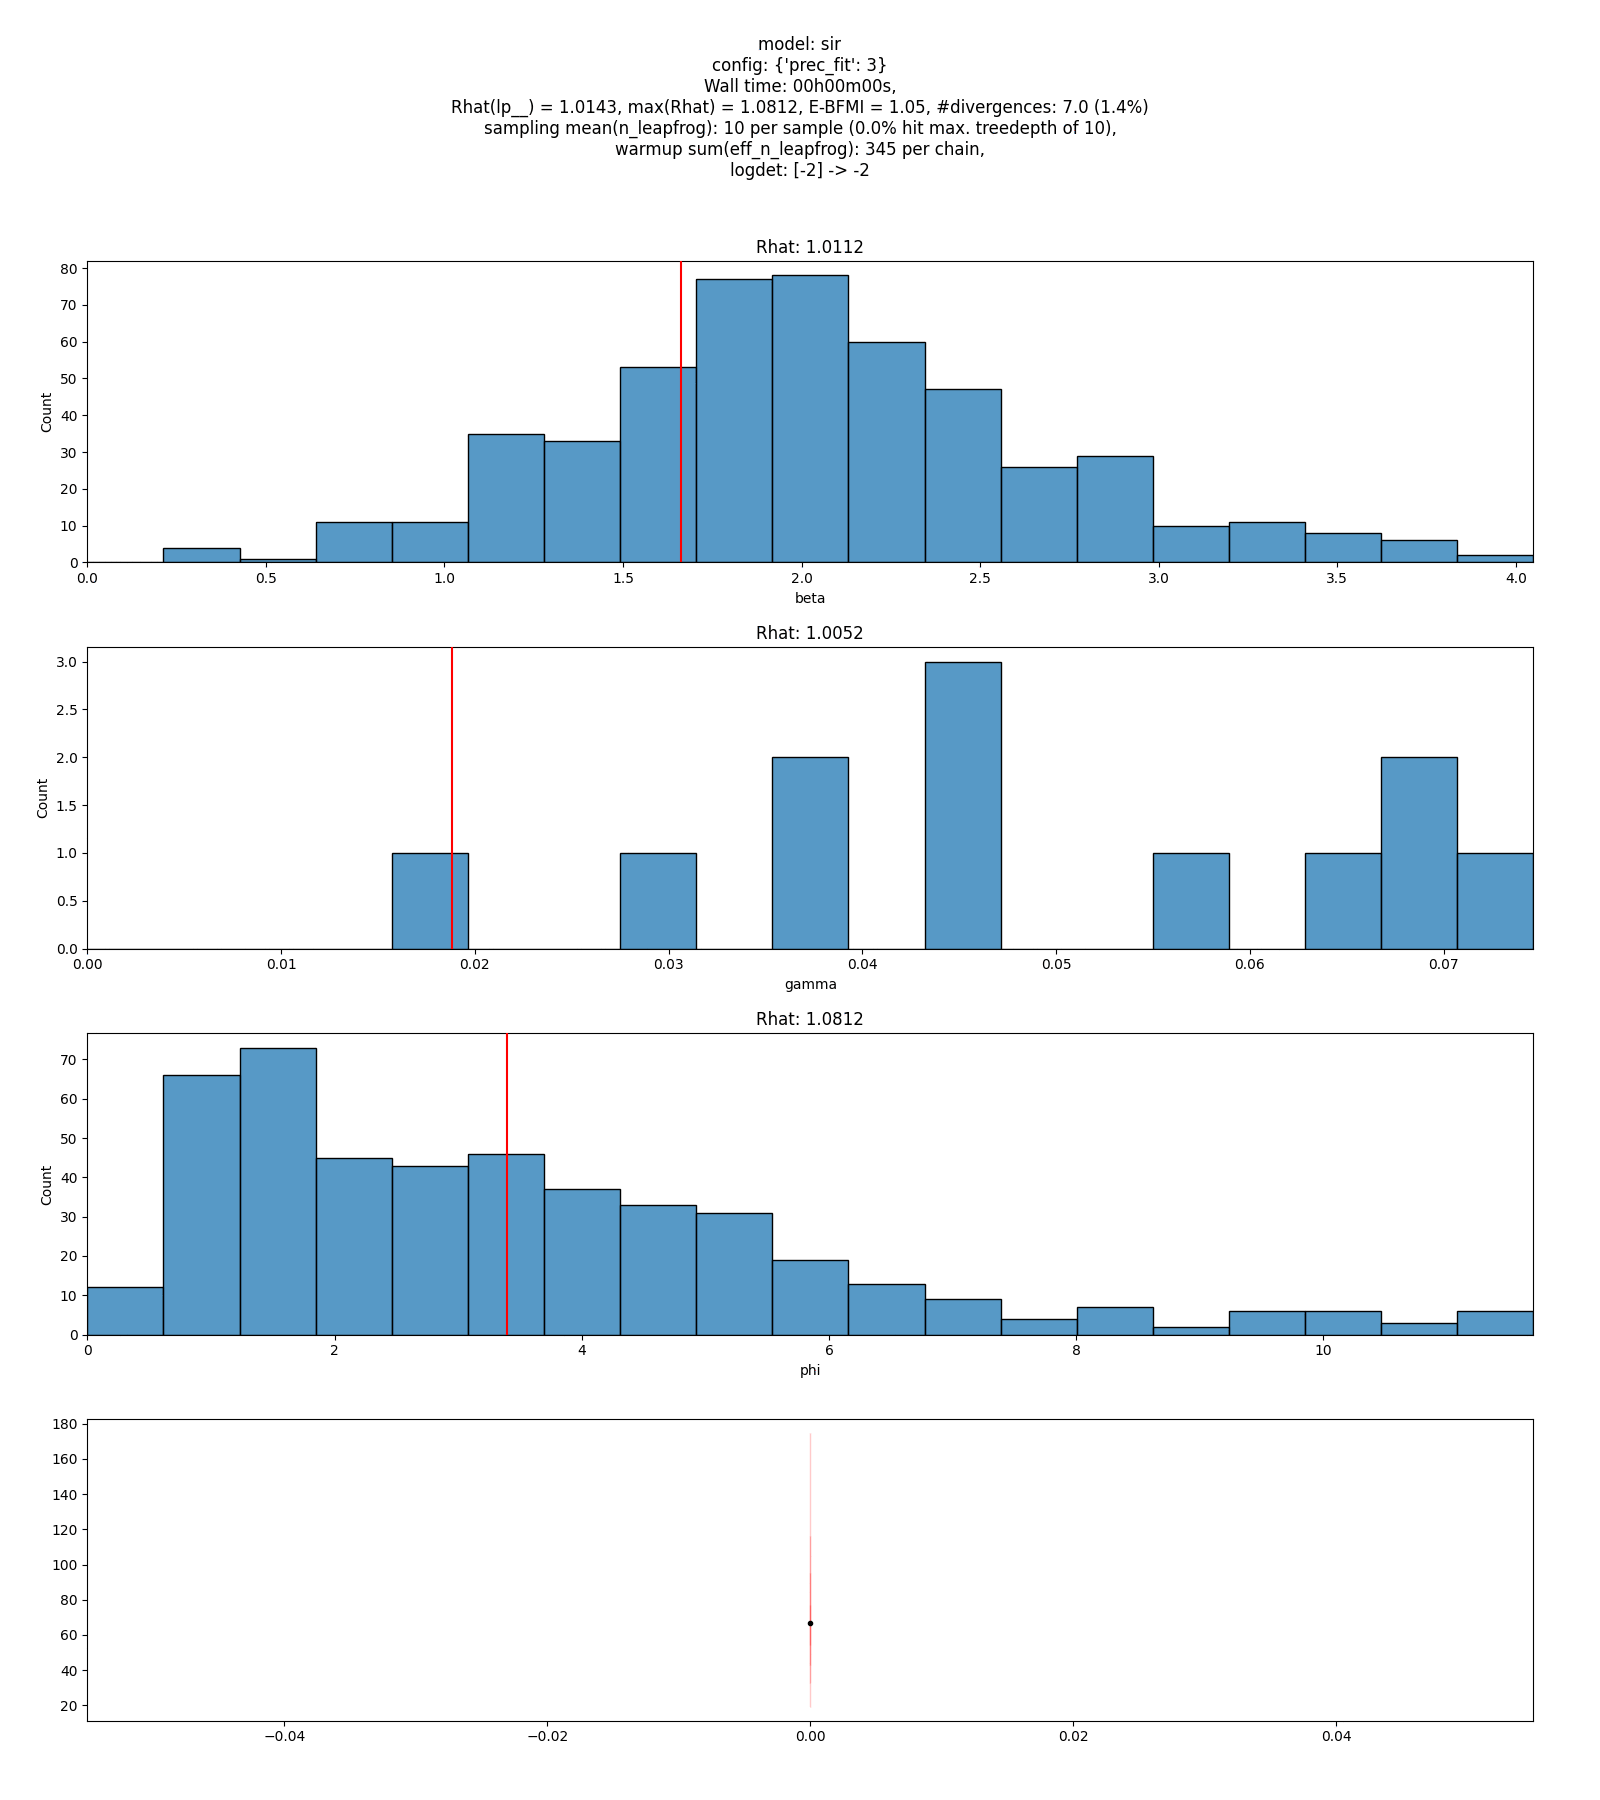 model: sir
config: {'prec_fit': 3}
Wall time: 00h00m00s,
Rhat(lp__) = 1.0143, max(Rhat) = 1.0812, E-BFMI = 1.05, #divergences: 7.0 (1.4%)
sampling mean(n_leapfrog): 10 per sample (0.0% hit max. treedepth of 10),
warmup sum(eff_n_leapfrog): 345 per chain,
logdet: [-2] -> -2
Rhat: 1.0112
80
70
60
50
40
30
20
10
0
Count
0.0 0.5 1.0 1.5 2.0 2.5 3.0 3.5 4.0
beta
Rhat: 1.0052
3.0
2.5
2.0
1.5
1.0
0.5
0.0
Count
0.00 0.01 0.02 0.03 0.04 0.05 0.06 0.07
gamma
Rhat: 1.0812
70
60
50
40
30
20
10
0
Count
0 2 4 6 8 10
phi
180
160
140
120
100
80
60
40
20
−0.04 −0.02 0.00 0.02 0.04